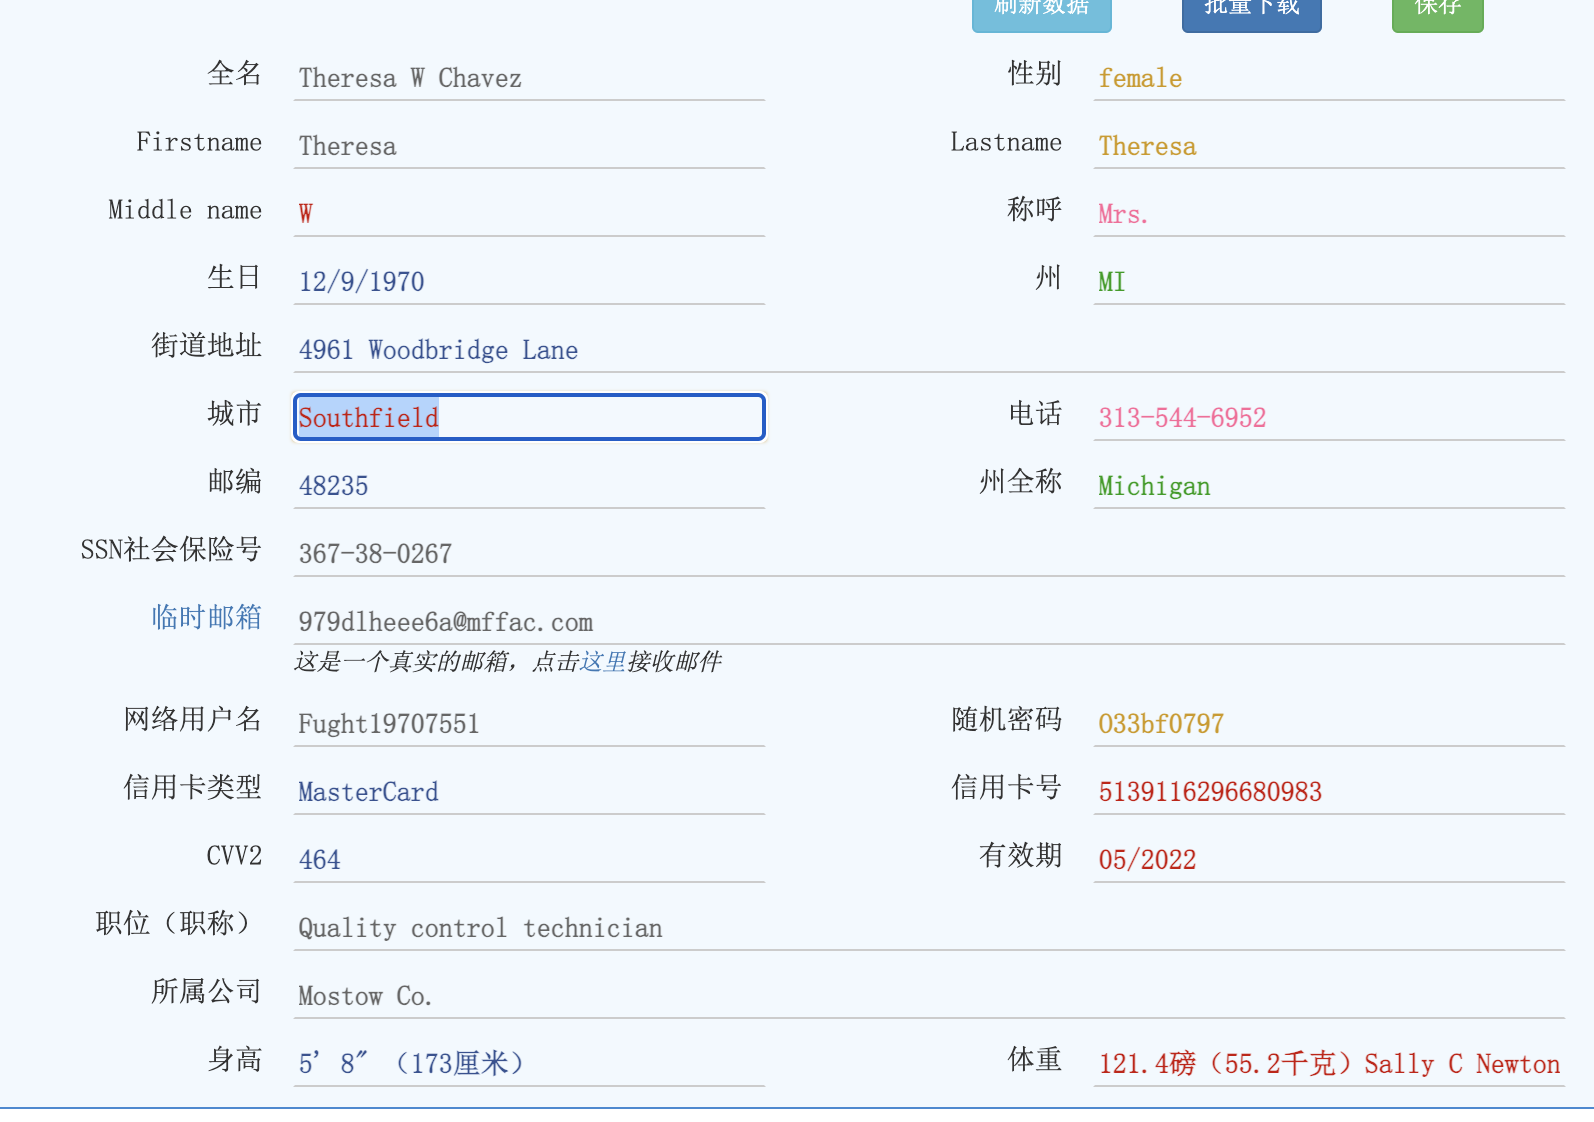 刷新数据 批量下载 保存
全名 Theresa W Chavez 性别 female
Firstname Theresa Lastname Theresa
Middle name W 称呼 Mrs.
生日 12/9/1970 州 MI
街道地址 4961 Woodbridge Lane
城市 Southfield 电话 313-544-6952
邮编 48235 州全称 Michigan
SSN社会保险号 367-38-0267
临时邮箱 979dlheee6a@mffac.com
这是一个真实的邮箱，点击这里接收邮件
网络用户名 Fught19707551 随机密码 033bf0797
信用卡类型 MasterCard 信用卡号 5139116296680983
CVV2 464 有效期 05/2022
职位（职称） Quality control technician
所属公司 Mostow Co.
身高 5' 8" （173厘米） 体重 121.4磅（55.2千克）Sally C Newton